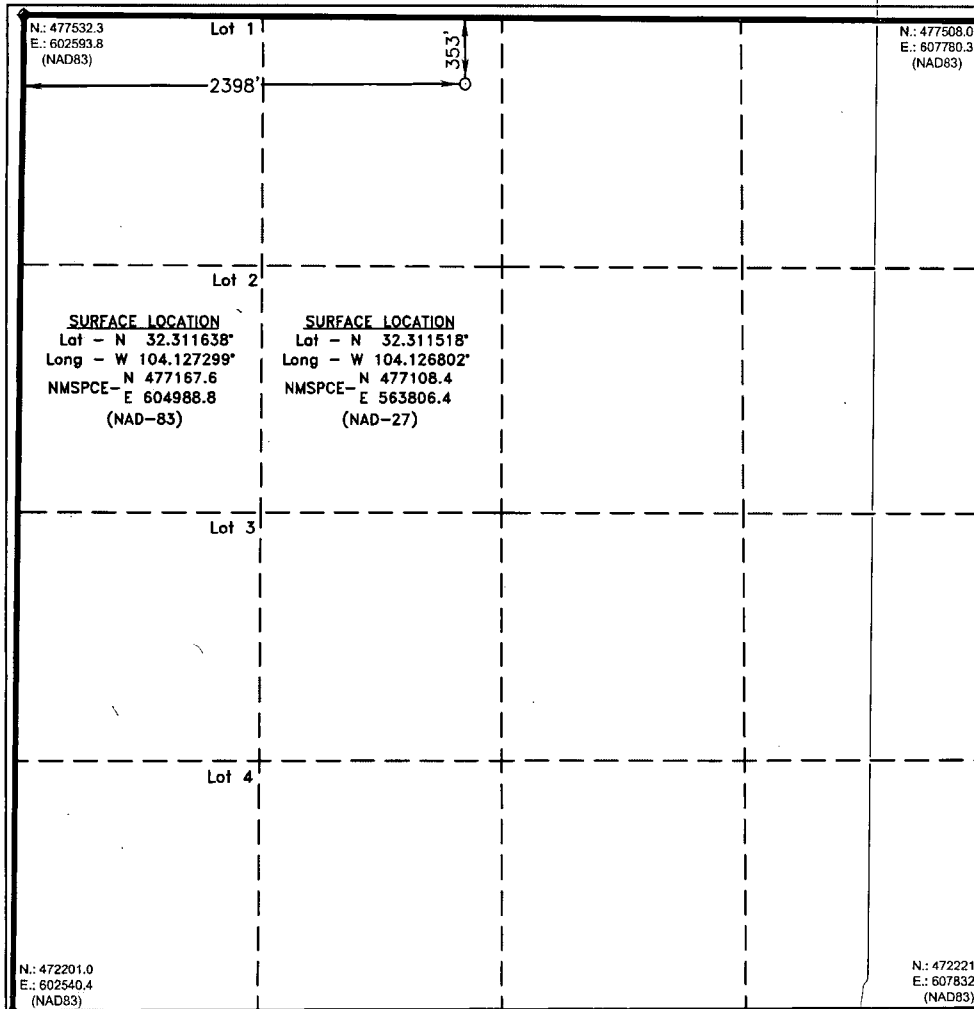 N.: 477532.3
E.: 602593.8
(NAD83)
Lot 1
353'
N.: 477508.0
E.: 607780.3
(NAD83)
2398'
Lot 2
SURFACE LOCATION
Lat - N 32.311638°
Long - W 104.127299°
NMSPCE- N 477167.6
E 604988.8
(NAD-83)
SURFACE LOCATION
Lat - N 32.311518°
Long - W 104.126802°
NMSPCE- N 477108.4
E 563806.4
(NAD-27)
Lot 3
Lot 4
N.: 472201.0
E.: 602540.4
(NAD83)
N.: 472221
E.: 607832
(NAD83)